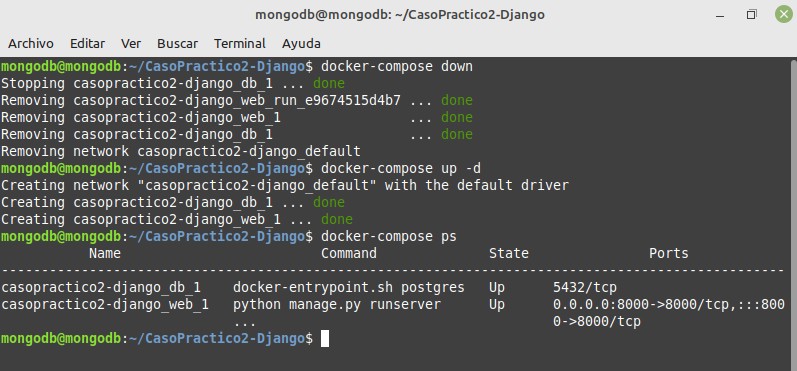 mongodb@mongodb: ~/CasoPractico2-Django
Archivo Editar Ver Buscar Terminal Ayuda
mongodb@mongodb:~/CasoPractico2-Django$ docker-compose down
Stopping casopractico2-django_db_1 ... done
Removing casopractico2-django_web_run_e9674515d4b7 ... done
Removing casopractico2-django_web_1                ... done
Removing casopractico2-django_db_1                 ... done
Removing network casopractico2-django_default
mongodb@mongodb:~/CasoPractico2-Django$ docker-compose up -d
Creating network "casopractico2-django_default" with the default driver
Creating casopractico2-django_db_1 ... done
Creating casopractico2-django_web_1 ... done
mongodb@mongodb:~/CasoPractico2-Django$ docker-compose ps
           Name                         Command              State                   Ports
--------------------------------------------------------------------------------------------------
casopractico2-django_db_1    docker-entrypoint.sh postgres   Up      5432/tcp
casopractico2-django_web_1   python manage.py runserver      Up      0.0.0.0:8000->8000/tcp,:::800
                             ...                                     0->8000/tcp
mongodb@mongodb:~/CasoPractico2-Django$